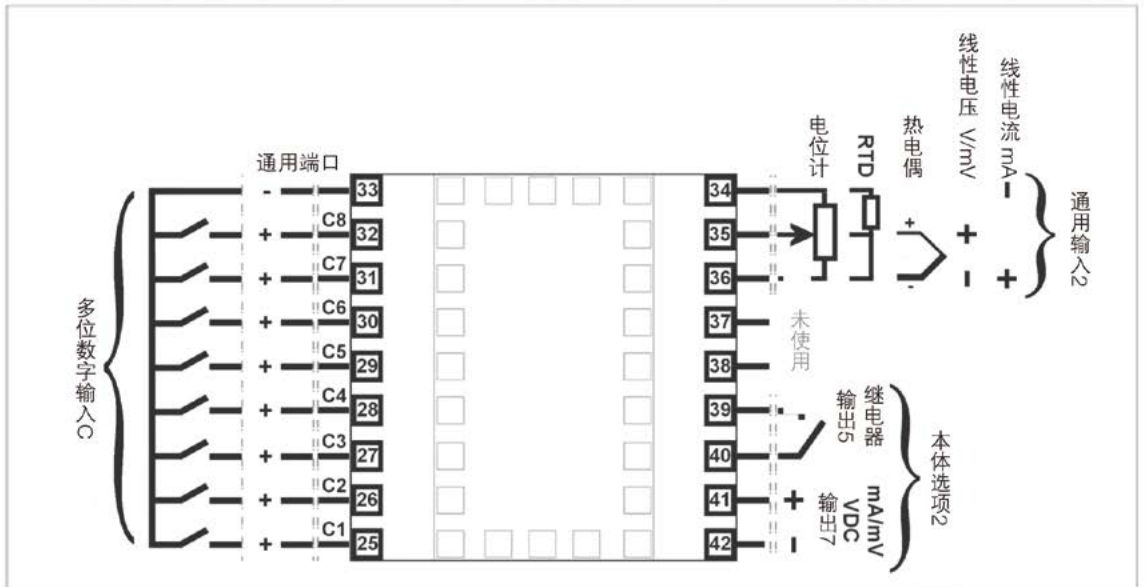 通用端口
多位数字输入C
-
33
C8
+
32
C7
+
31
C6
+
30
C5
+
29
C4
+
28
C3
+
27
C2
+
26
C1
+
25
34
35
36
37
38
39
40
41
42
电位计
RTD
热电偶
+
-
线性电压 V/mV
+
-
线性电流 mA
-
+
通用输入2
未使用
继电器
输出5
mA/mV
VDC
输出7
+
-
本体选项2